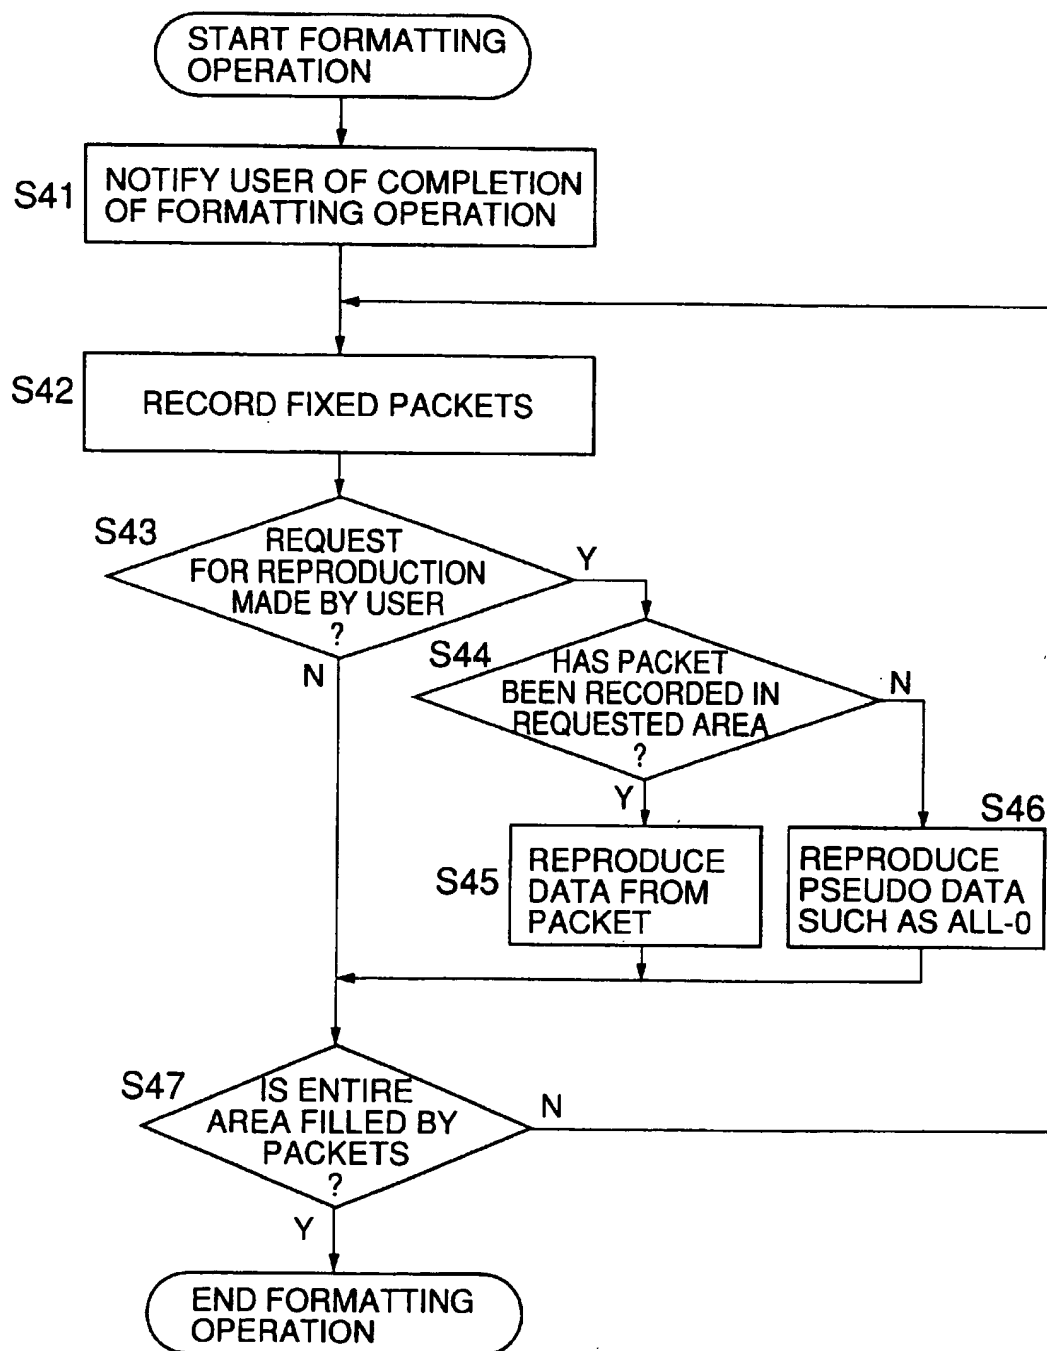 START FORMATTING
OPERATION
S41
NOTIFY USER OF COMPLETION
OF FORMATTING OPERATION
S42
RECORD FIXED PACKETS
S43
REQUEST
FOR REPRODUCTION
MADE BY USER
?
Y
N
S44
HAS PACKET
BEEN RECORDED IN
REQUESTED AREA
?
N
Y
S45
REPRODUCE
DATA FROM
PACKET
S46
REPRODUCE
PSEUDO DATA
SUCH AS ALL-0
S47
IS ENTIRE
AREA FILLED BY
PACKETS
?
N
Y
END FORMATTING
OPERATION